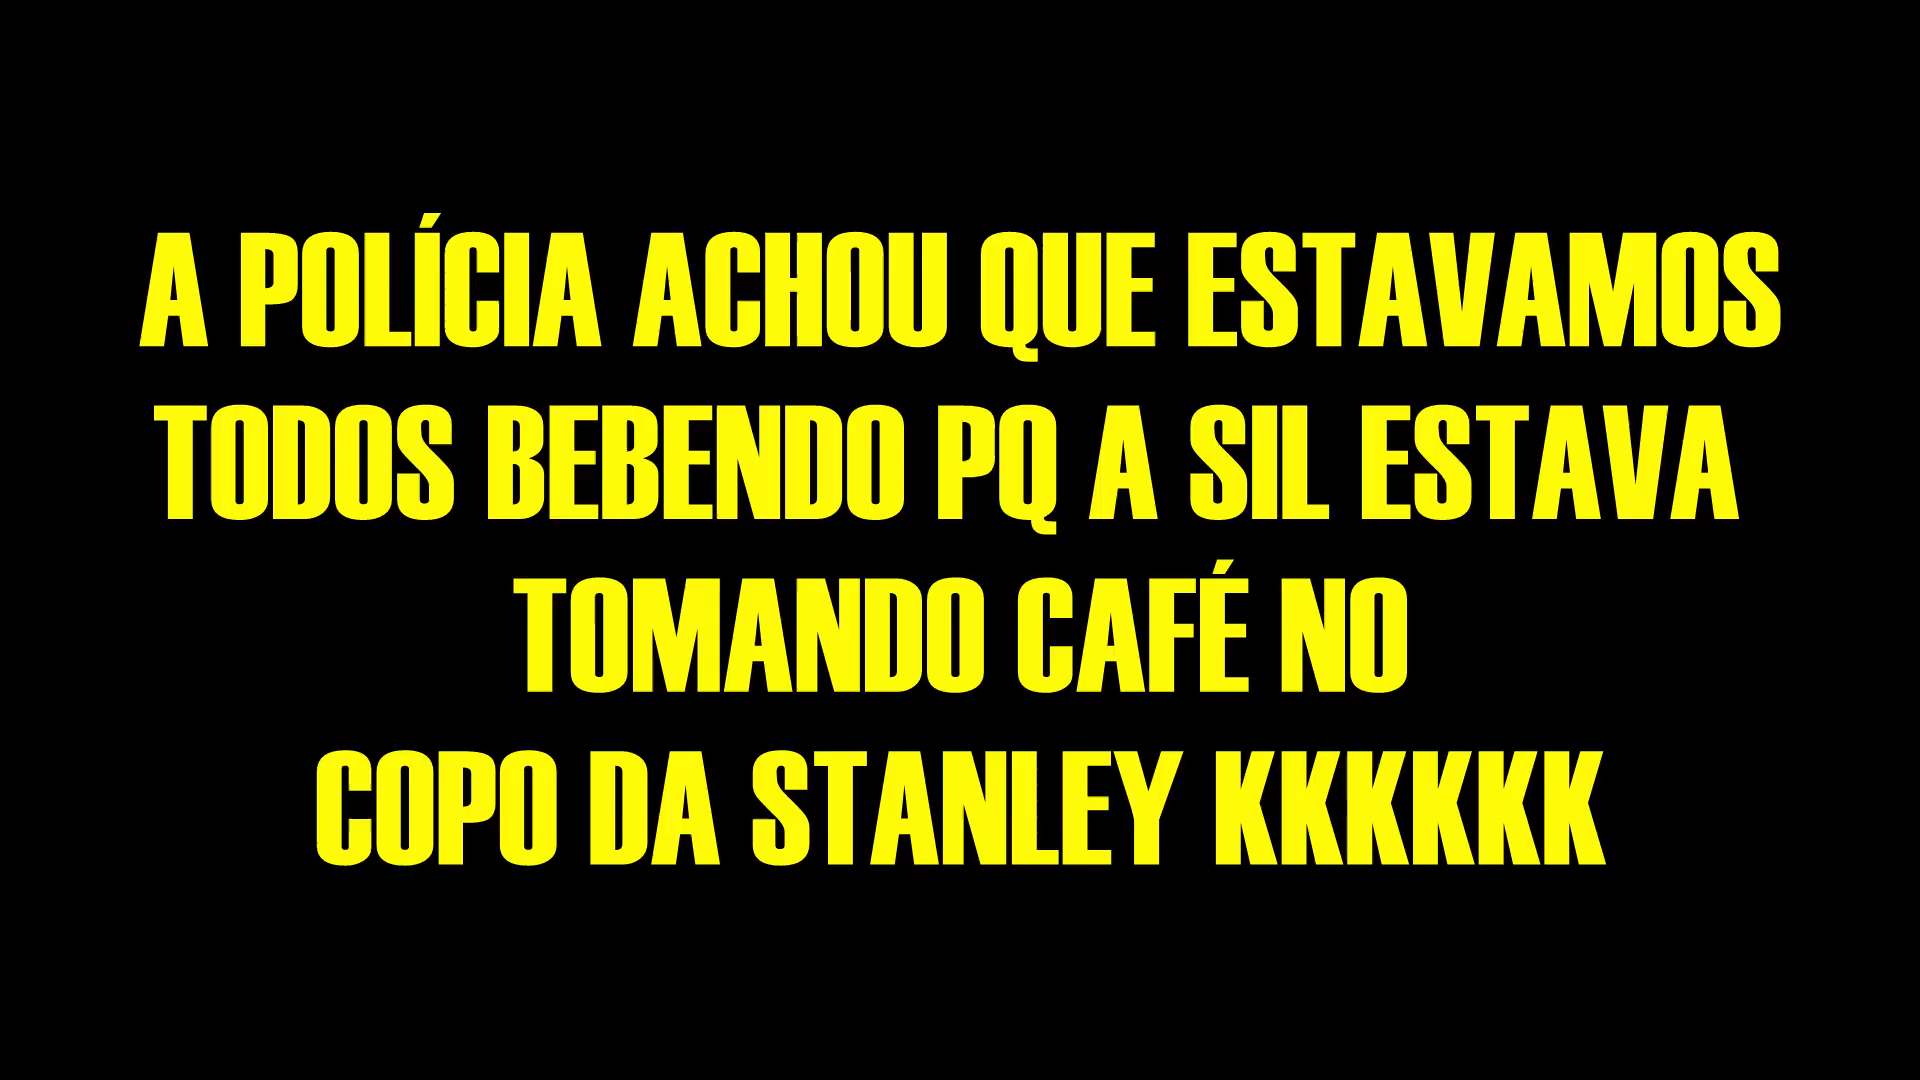 A POLÍCIA ACHOU QUE ESTAVAMOS
TODOS BEBENDO PQ A SIL ESTAVA
TOMANDO CAFÉ NO
COPO DA STANLEY KKKKKK